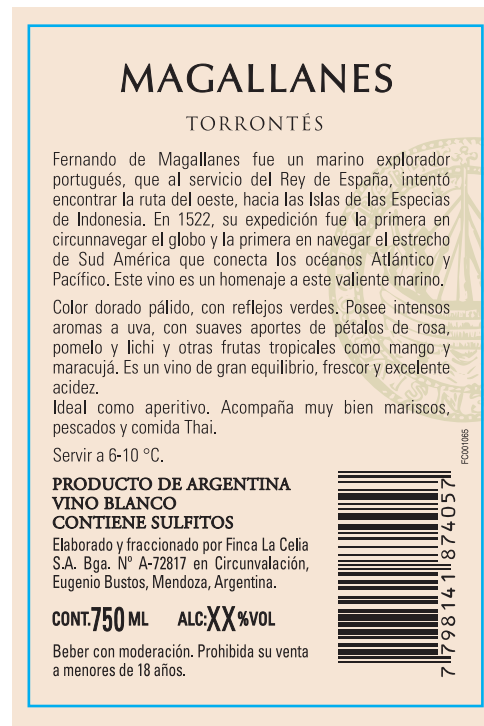 MAGALLANES
TORRONTÉS
Fernando de Magallanes fue un marino explorador
portugués, que al servicio del Rey de España, intentó
encontrar la ruta del oeste, hacia las Islas de las Especias
de Indonesia. En 1522, su expedición fue la primera en
circunnavegar el globo y la primera en navegar el estrecho
de Sud América que conecta los océanos Atlántico y
Pacífico. Este vino es un homenaje a este valiente marino.
Color dorado pálido, con reflejos verdes. Posee intensos
aromas a uva, con suaves aportes de pétalos de rosa,
pomelo y lichi y otras frutas tropicales como mango y
maracujá. Es un vino de gran equilibrio, frescor y excelente
acidez.
Ideal como aperitivo. Acompaña muy bien mariscos,
pescados y comida Thai.
Servir a 6-10 °C.
PRODUCTO DE ARGENTINA
VINO BLANCO
CONTIENE SULFITOS
Elaborado y fraccionado por Finca La Celia
S.A. Bga. Nº A-72817 en Circunvalación,
Eugenio Bustos, Mendoza, Argentina.
CONT.750 ML ALC:XX%VOL
Beber con moderación. Prohibida su venta
a menores de 18 años.
FC001065
7 798141 874057